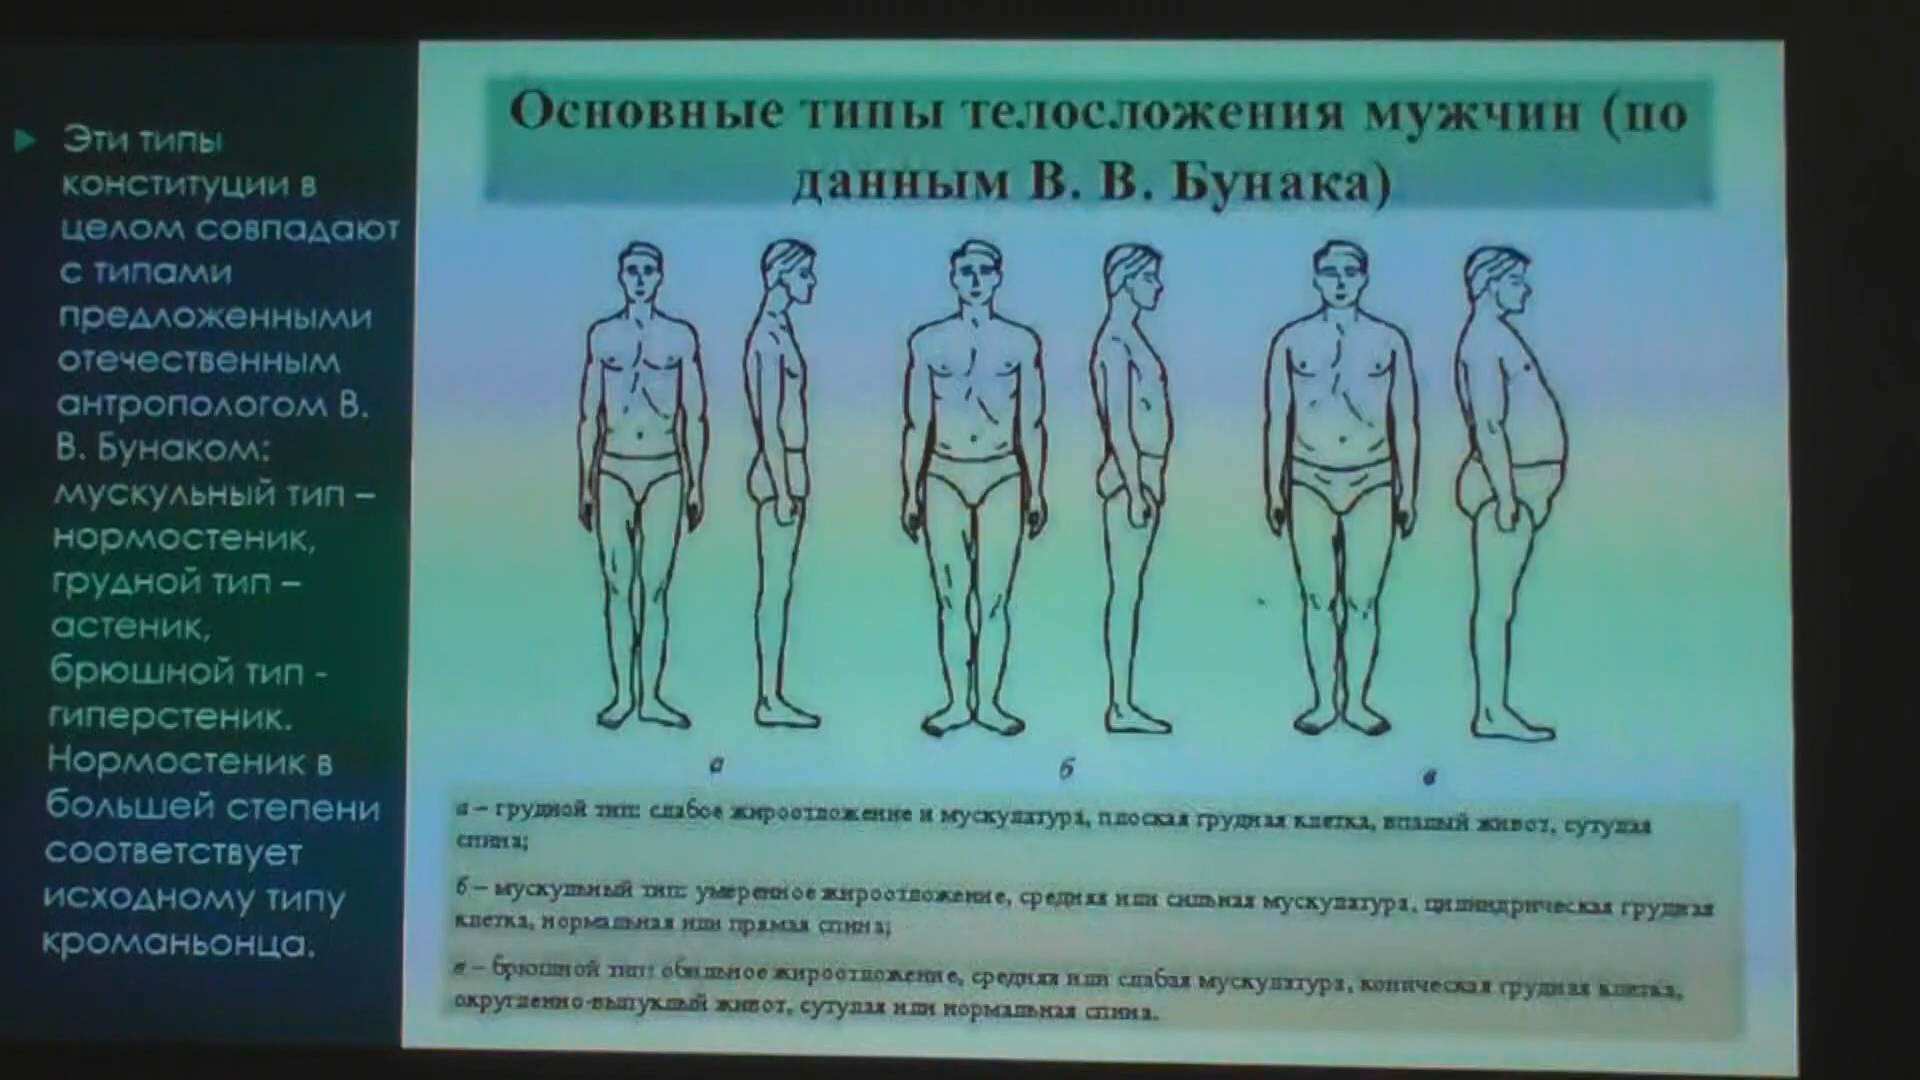 Эти типы
конституции в
целом совпадают
с типами
предложенными
отечественным
антропологом В.
В. Бунаком:
мускульный тип –
нормостеник,
грудной тип –
астеник,
брюшной тип -
гиперстеник.
Нормостеник в
большей степени
соответствует
исходному типу
кроманьонца.
Основные типы телосложения мужчин (по
данным В. В. Бунака)
а
б
в
а – грудной тип: слабое жироотложение и мускулатура, плоская грудная клетка, впалый живот, сутулая
спина;
б – мускульный тип: умеренное жироотложение, средняя или сильная мускулатура, цилиндрическая грудная
клетка, нормальная или прямая спина;
в – брюшной тип: обильное жироотложение, средняя или слабая мускулатура, коническая грудная клетка,
округленно-выпуклый живот, сутулая или нормальная спина.